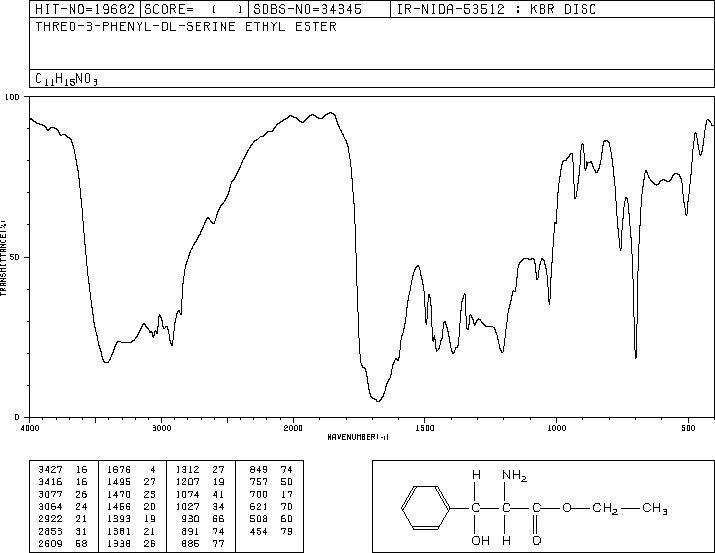 HIT-NO=19682 SCORE= ( ) SDBS-NO=34345 IR-NIDA-53512 : KBR DISC
THREO-3-PHENYL-DL-SERINE ETHYL ESTER
C11H15NO3
100
50
0
TRANSMITTANCE(%)
4000 3000 2000 1500 1000 500
WAVENUMBER(-1)
3427 16 1676 4 1312 27 849 74
3416 16 1495 27 1207 19 757 50
3077 26 1470 23 1074 41 700 17
3064 24 1456 20 1027 34 621 70
2922 21 1393 19 930 66 508 60
2853 31 1381 21 891 74 454 79
2609 58 1338 26 885 77
H NH2
C C C O CH2 CH3
OH H O